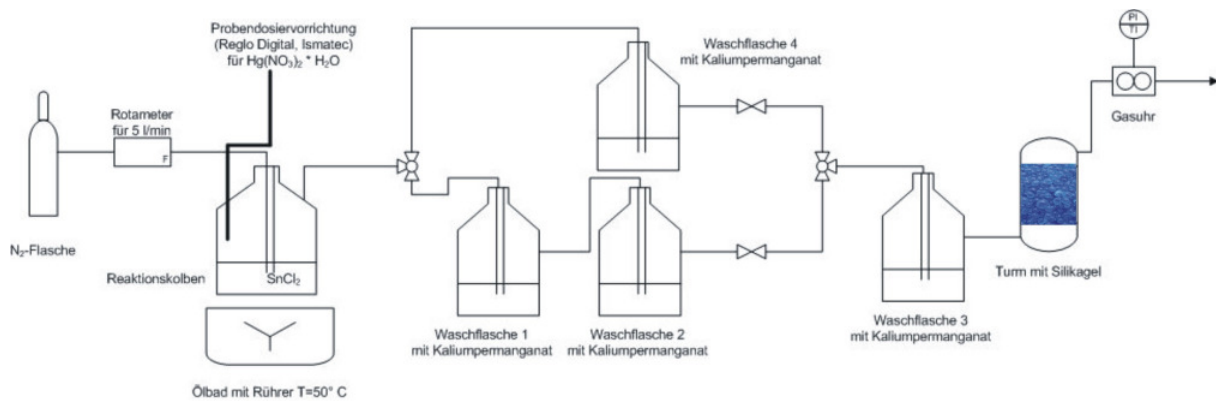 Probendosiervorrichtung
(Reglo Digital, Ismatec)
für Hg(NO₃)₂ * H₂O
Rotameter
für 5 l/min
F
N₂-Flasche
Reaktionskolben
SnCl₂
Ölbad mit Rührer T=50° C
Waschflasche 4
mit Kaliumpermanganat
Waschflasche 1
mit Kaliumpermanganat
Waschflasche 2
mit Kaliumpermanganat
Waschflasche 3
mit Kaliumpermanganat
Turm mit Silikagel
PI
TI
Gasuhr